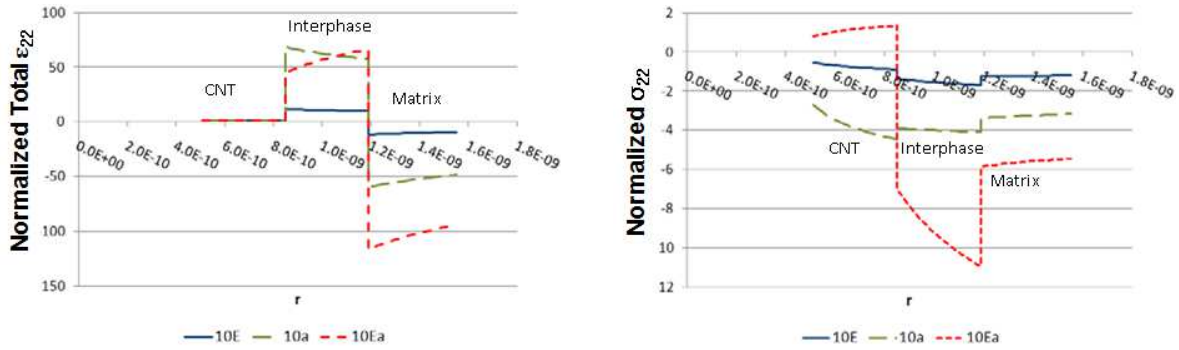 Normalized Total ε22
100
50
0
-50
100
150
Interphase
CNT
Matrix
0.0E+00
2.0E-10
4.0E-10
6.0E-10
8.0E-10
1.0E-09
1.2E-09
1.4E-09
1.6E-09
1.8E-09
r
10E
10a
10Ea
Normalized σ22
2
0
-2
-4
-6
-8
10
12
0.0E+00
2.0E-10
4.0E-10
6.0E-10
8.0E-10
1.0E-09
1.2E-09
1.4E-09
1.6E-09
1.8E-09
CNT
Interphase
Matrix
r
10E
10a
10Ea